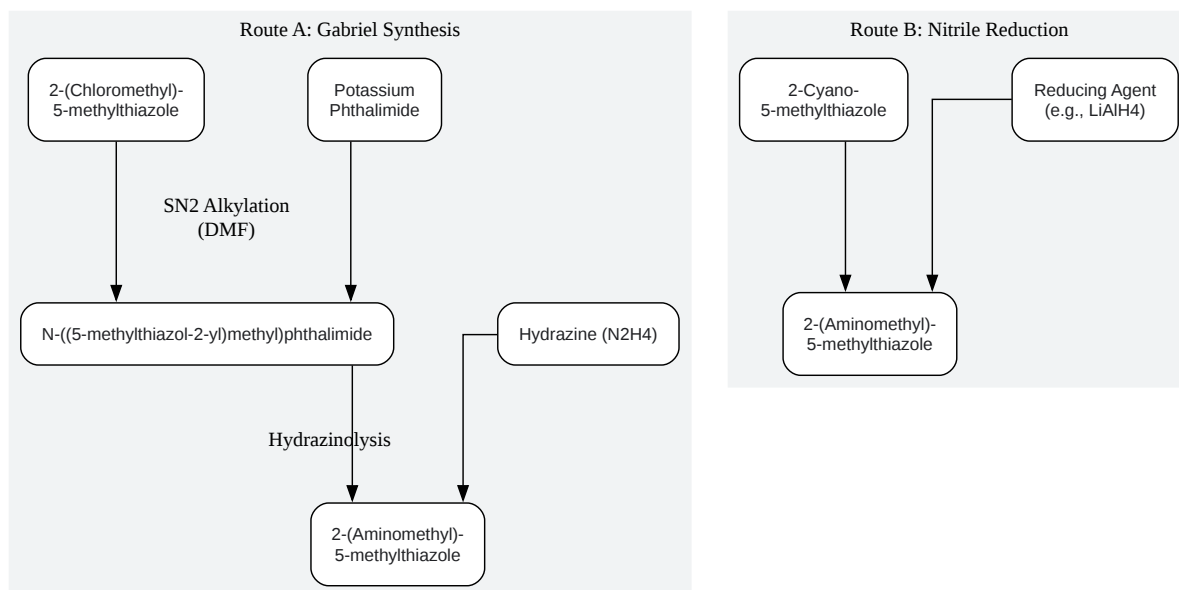 Route A: Gabriel Synthesis
2-(Chloromethyl)-
5-methylthiazole
Potassium
Phthalimide
SN2 Alkylation
(DMF)
N-((5-methylthiazol-2-yl)methyl)phthalimide
Hydrazine (N2H4)
Hydrazinolysis
2-(Aminomethyl)-
5-methylthiazole
Route B: Nitrile Reduction
2-Cyano-
5-methylthiazole
Reducing Agent
(e.g., LiAlH4)
2-(Aminomethyl)-
5-methylthiazole